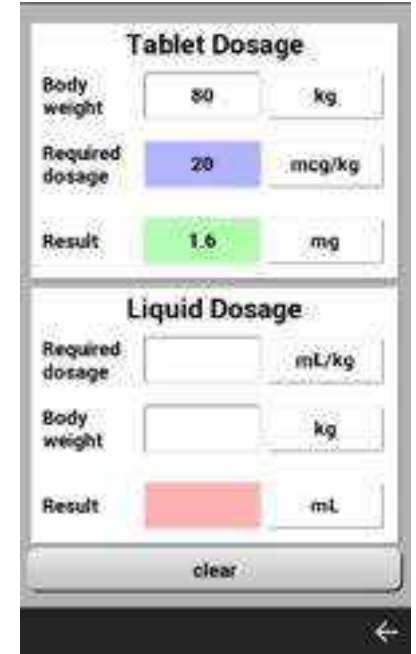 Tablet Dosage
Body weight 80 kg
Required dosage 20 mcg/kg
Result 1.6 mg
Liquid Dosage
Required dosage mL/kg
Body weight kg
Result mL
clear